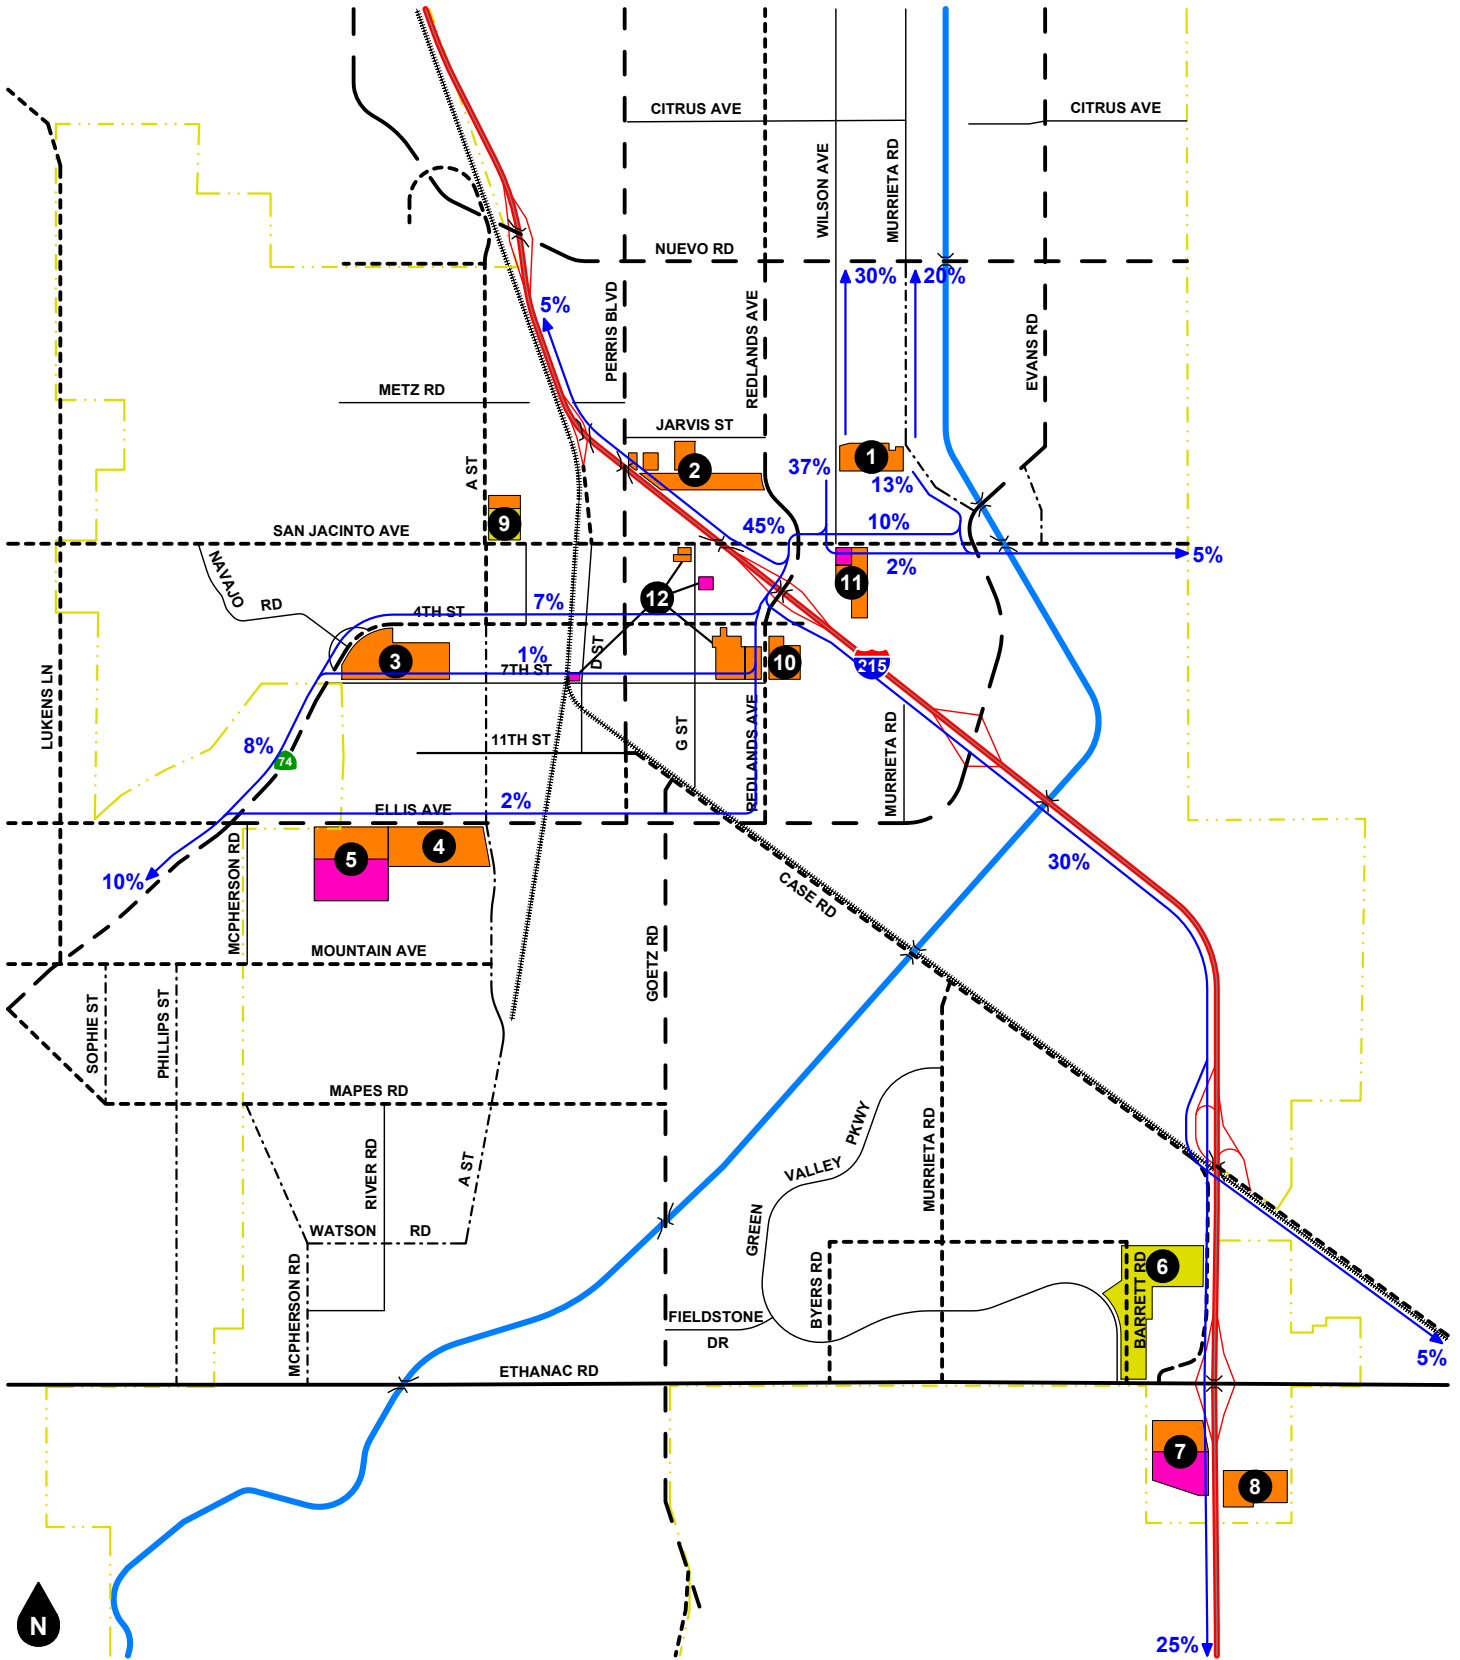 CITRUS AVE
CITRUS AVE
WILSON AVE
MURRIETA RD
NUEVO RD
30%
20%
5%
PERRIS BLVD
REDLANDS AVE
EVANS RD
METZ RD
JARVIS ST
A ST
1
2
37%
13%
9
45%
10%
SAN JACINTO AVE
5%
2%
NAVAJO
RD
11
12
7%
4TH ST
D ST
1%
3
7TH ST
10
215
LUKENS LN
8%
74
11TH ST
G ST
REDLANDS AVE
MURRIETA RD
2%
ELLIS AVE
4
5
30%
10%
MCPHERSON RD
CASE RD
MOUNTAIN AVE
GOETZ RD
SOPHIE ST
PHILLIPS ST
MAPES RD
PKWY
VALLEY
GREEN
MURRIETA RD
RIVER RD
A ST
WATSON
RD
MCPHERSON RD
BYERS RD
BARRETT RD
6
FIELDSTONE
DR
5%
ETHANAC RD
7
8
N
25%